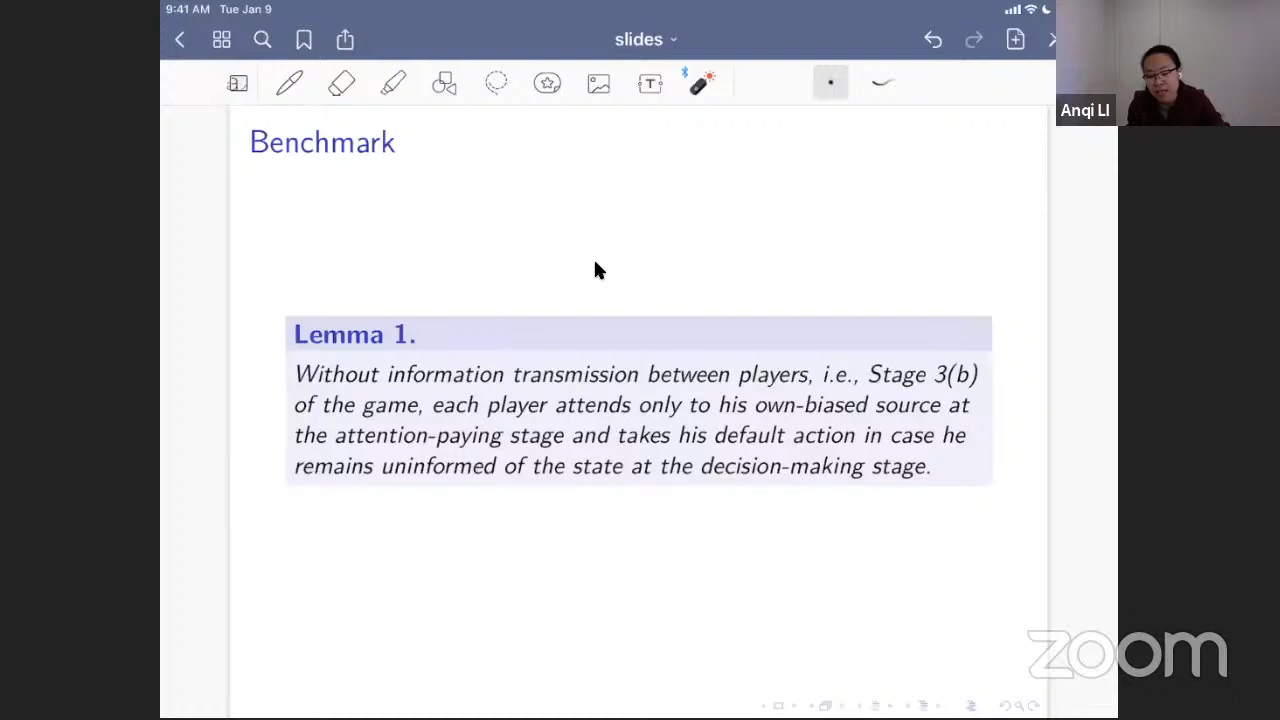 9:41 AM Tue Jan 9
slides
T
Anqi LI
Benchmark
Lemma 1.
Without information transmission between players, i.e., Stage 3(b)
of the game, each player attends only to his own-biased source at
the attention-paying stage and takes his default action in case he
remains uninformed of the state at the decision-making stage.
zoom